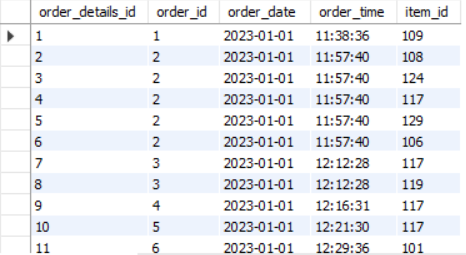 order_details_id order_id order_date order_time item_id
1 1 2023-01-01 11:38:36 109
2 2 2023-01-01 11:57:40 108
3 2 2023-01-01 11:57:40 124
4 2 2023-01-01 11:57:40 117
5 2 2023-01-01 11:57:40 129
6 2 2023-01-01 11:57:40 106
7 3 2023-01-01 12:12:28 117
8 3 2023-01-01 12:12:28 119
9 4 2023-01-01 12:16:31 117
10 5 2023-01-01 12:21:30 117
11 6 2023-01-01 12:29:36 101